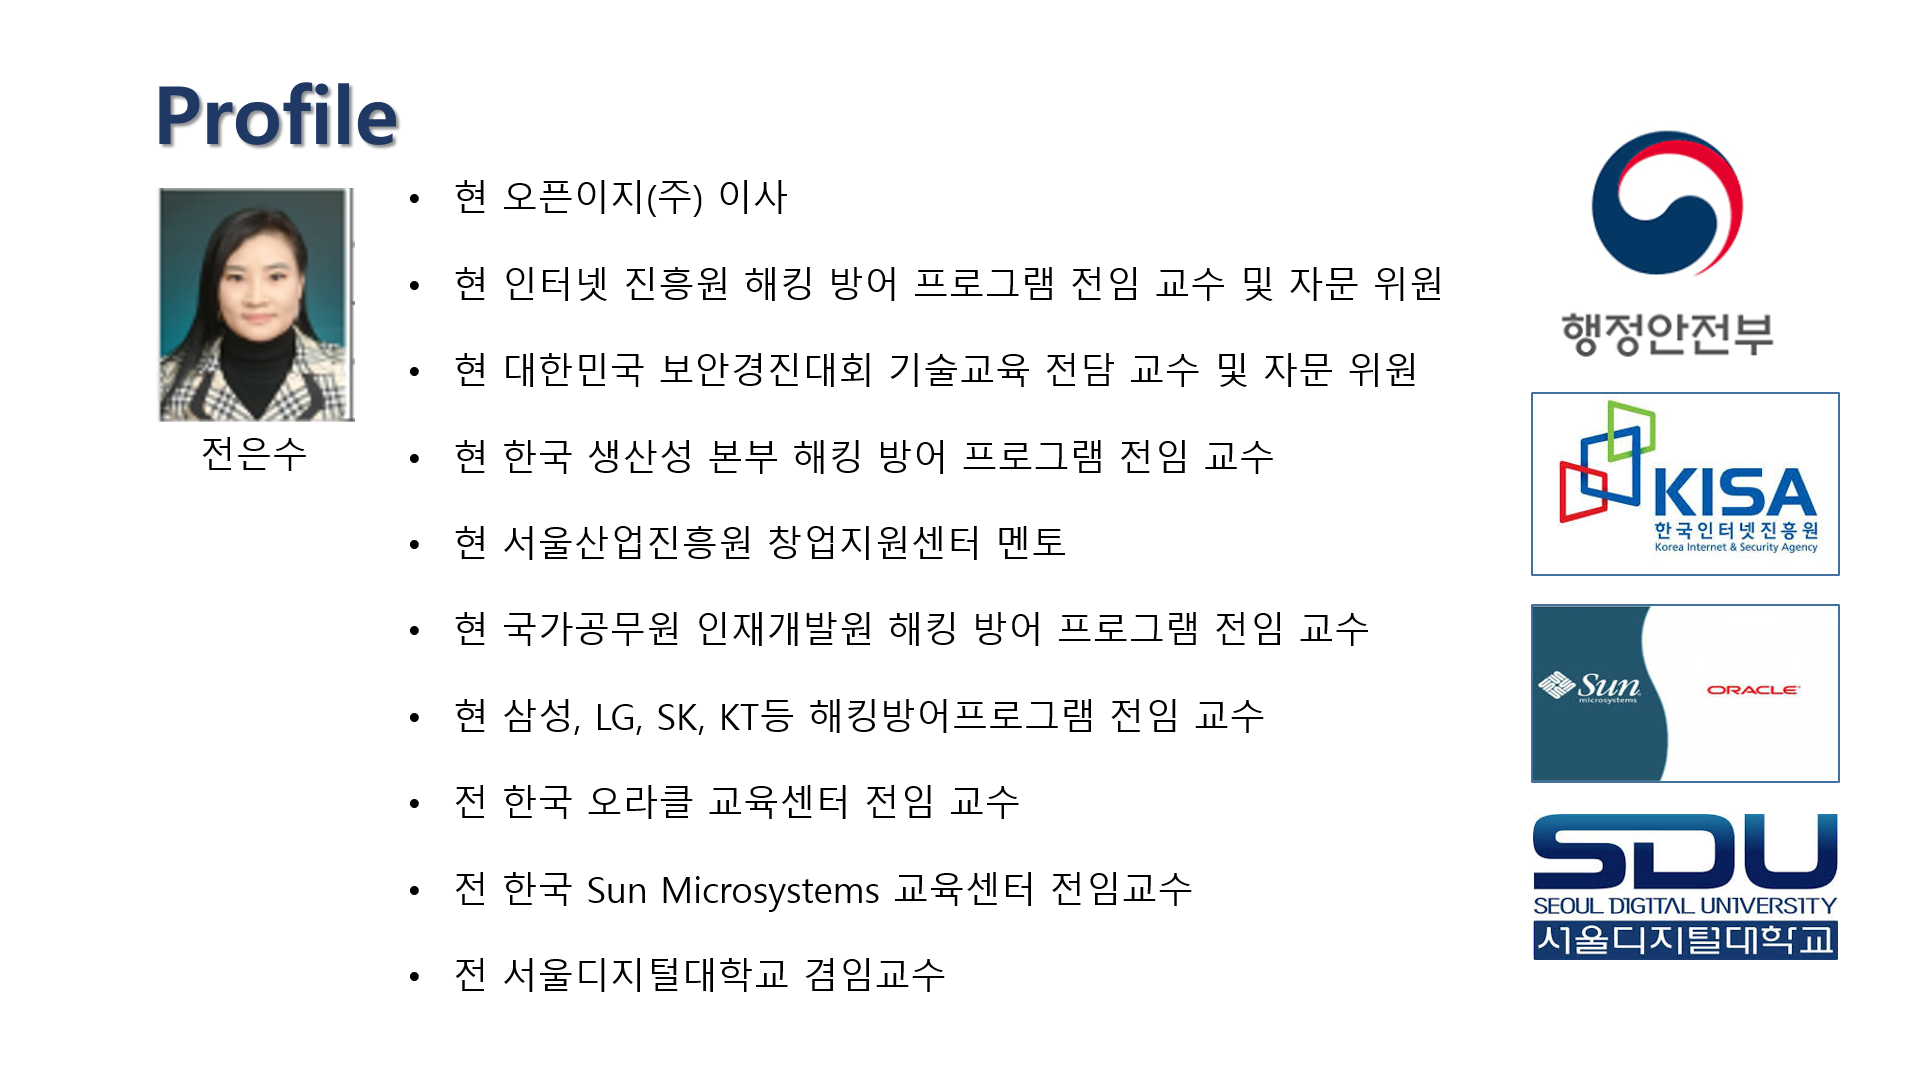 Profile
전은수
• 현 오픈이지(주) 이사
• 현 인터넷 진흥원 해킹 방어 프로그램 전임 교수 및 자문 위원
• 현 대한민국 보안경진대회 기술교육 전담 교수 및 자문 위원
• 현 한국 생산성 본부 해킹 방어 프로그램 전임 교수
• 현 서울산업진흥원 창업지원센터 멘토
• 현 국가공무원 인재개발원 해킹 방어 프로그램 전임 교수
• 현 삼성, LG, SK, KT등 해킹방어프로그램 전임 교수
• 전 한국 오라클 교육센터 전임 교수
• 전 한국 Sun Microsystems 교육센터 전임교수
• 전 서울디지털대학교 겸임교수
행정안전부
KISA
한국인터넷진흥원
Korea Internet & Security Agency
Sun
microsystems
ORACLE
SDU
SEOUL DIGITAL UNIVERSITY
서울디지털대학교